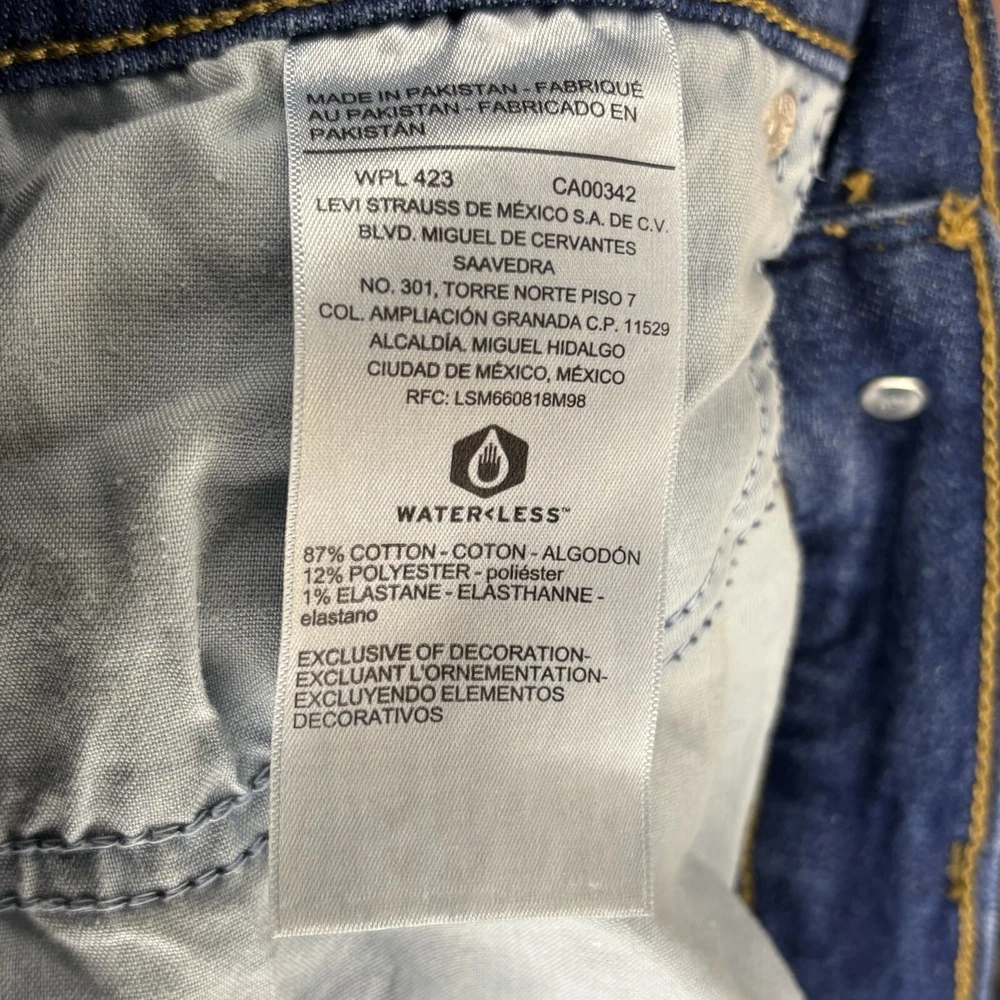 MADE IN PAKISTAN - FABRIQUÉ
AU PAKISTAN - FABRICADO EN
PAKISTÁN
WPL 423 CA00342
LEVI STRAUSS DE MÉXICO S.A. DE C.V.
BLVD. MIGUEL DE CERVANTES
SAAVEDRA
NO. 301, TORRE NORTE PISO 7
COL. AMPLIACIÓN GRANADA C.P. 11529
ALCALDÍA. MIGUEL HIDALGO
CIUDAD DE MÉXICO, MÉXICO
RFC: LSM660818M98
WATER<LESS™
87% COTTON - COTON - ALGODÓN
12% POLYESTER - poliéster
1% ELASTANE - ELASTHANNE -
elastano
EXCLUSIVE OF DECORATION-
EXCLUANT L'ORNEMENTATION-
EXCLUYENDO ELEMENTOS
DECORATIVOS